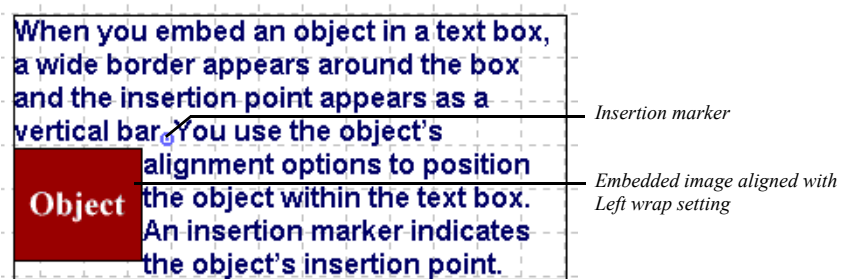 When you embed an object in a text box,
a wide border appears around the box
and the insertion point appears as a
vertical bar. You use the object's
alignment options to position
the object within the text box.
An insertion marker indicates
the object's insertion point.
Object
Insertion marker
Embedded image aligned with
Left wrap setting